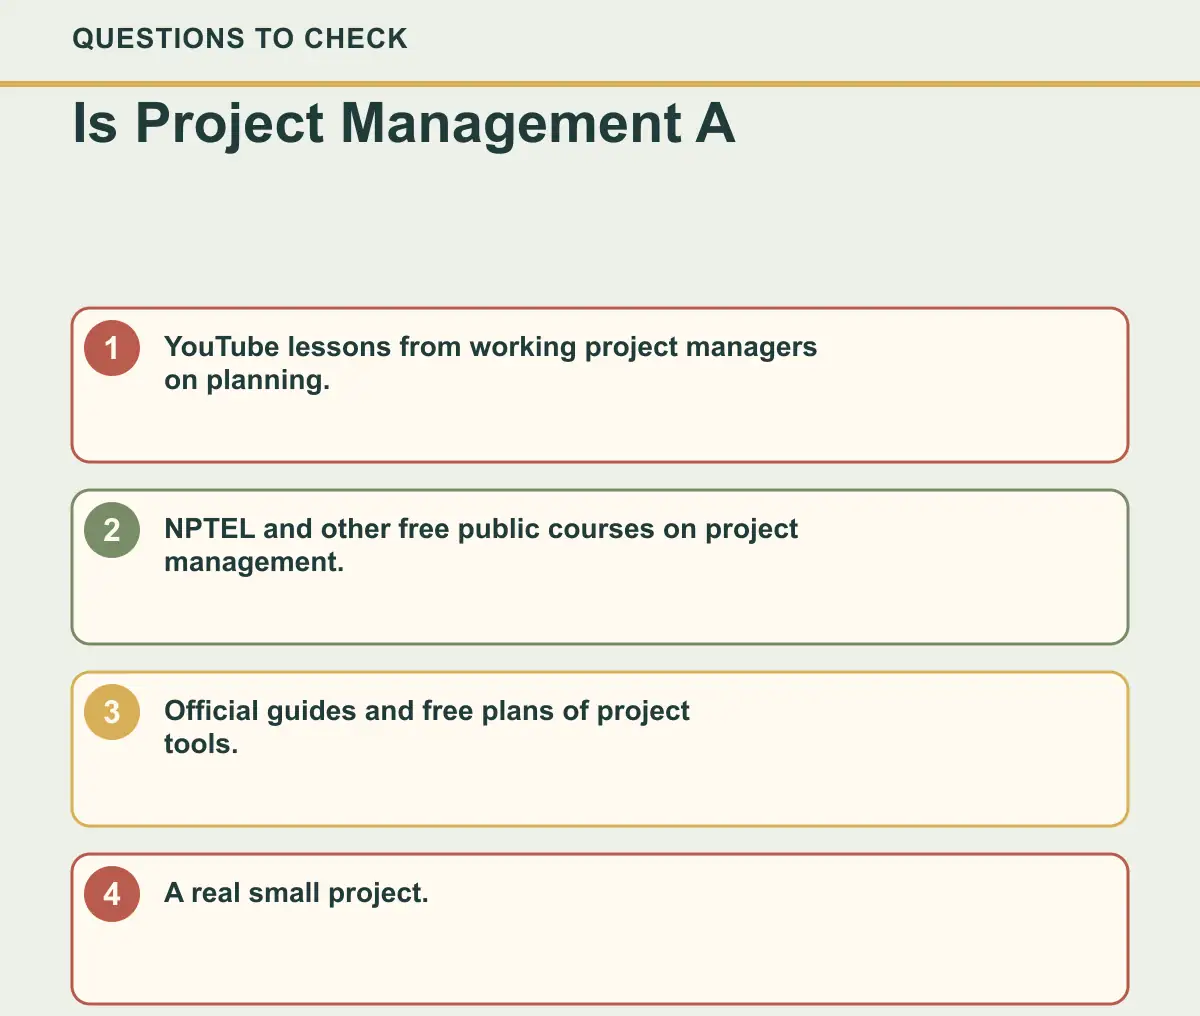 QUESTIONS TO CHECK
Is Project Management A
1
YouTube lessons from working project managers
on planning.
2
NPTEL and other free public courses on project
management.
3
Official guides and free plans of project
tools.
4
A real small project.